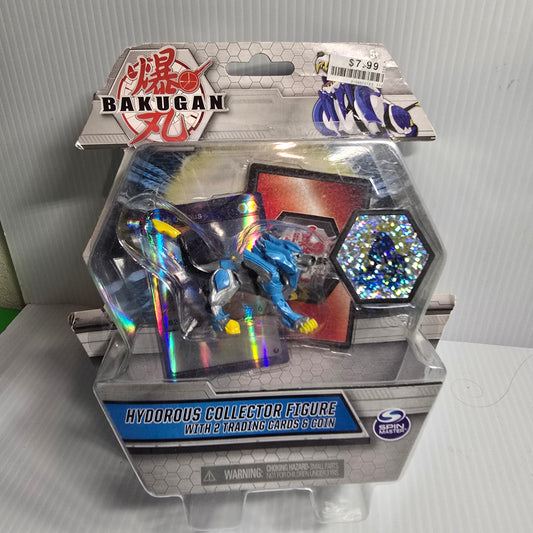 爆丸
BAKUGAN
$7.99
HYDOROUS COLLECTOR FIGURE
WITH 2 TRADING CARDS & COIN
SPIN
MASTER
WARNING:
CHOKING HAZARD-SMALL PARTS
NOT FOR CHILDREN UNDER 3 YRS